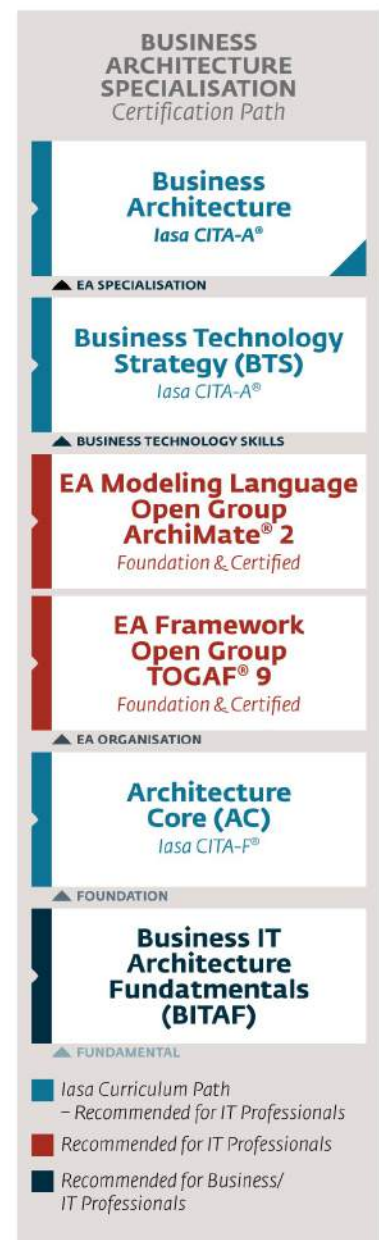 BUSINESS
ARCHITECTURE
SPECIALISATION
Certification Path
Business
Architecture
Iasa CITA-A®
EA SPECIALISATION
Business Technology
Strategy (BTS)
Iasa CITA-A®
BUSINESS TECHNOLOGY SKILLS
EA Modeling Language
Open Group
ArchiMate® 2
Foundation & Certified
EA Framework
Open Group
TOGAF® 9
Foundation & Certified
EA ORGANISATION
Architecture
Core (AC)
Iasa CITA-F®
FOUNDATION
Business IT
Architecture
Fundatmentals
(BITAF)
FUNDAMENTAL
Iasa Curriculum Path
– Recommended for IT Professionals
Recommended for IT Professionals
Recommended for Business/
IT Professionals